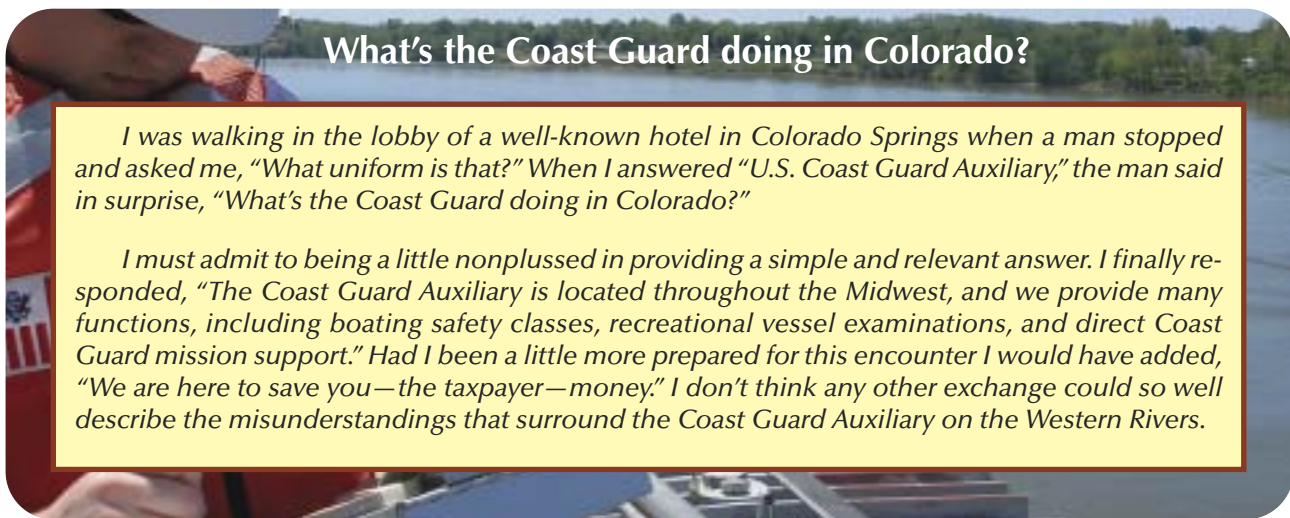 What's the Coast Guard doing in Colorado?
I was walking in the lobby of a well-known hotel in Colorado Springs when a man stopped
and asked me, “What uniform is that?” When I answered “U.S. Coast Guard Auxiliary,” the man said
in surprise, “What’s the Coast Guard doing in Colorado?”
I must admit to being a little nonplussed in providing a simple and relevant answer. I finally re-
sponded, “The Coast Guard Auxiliary is located throughout the Midwest, and we provide many
functions, including boating safety classes, recreational vessel examinations, and direct Coast
Guard mission support.” Had I been a little more prepared for this encounter I would have added,
“We are here to save you—the taxpayer—money.” I don’t think any other exchange could so well
describe the misunderstandings that surround the Coast Guard Auxiliary on the Western Rivers.